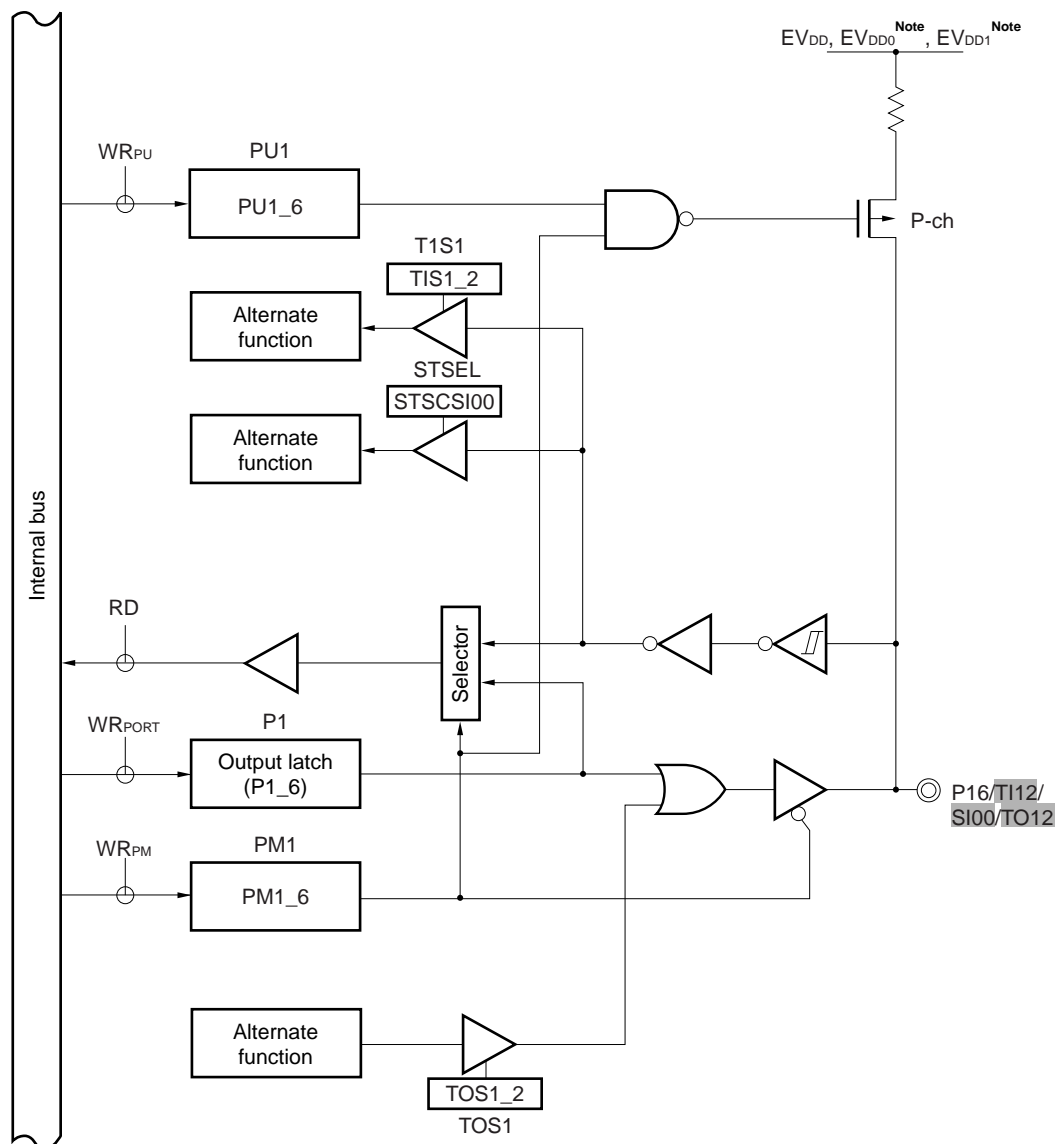 EVDD, EVDD0Note, EVDD1Note
WRPU
PU1
PU1_6
P-ch
T1S1
TIS1_2
Alternate
function
STSEL
STSCSI00
Alternate
function
Internal bus
RD
Selector
WRPORT
P1
Output latch
(P1_6)
P16/TI12/
SI00/TO12
WRPM
PM1
PM1_6
Alternate
function
TOS1_2
TOS1